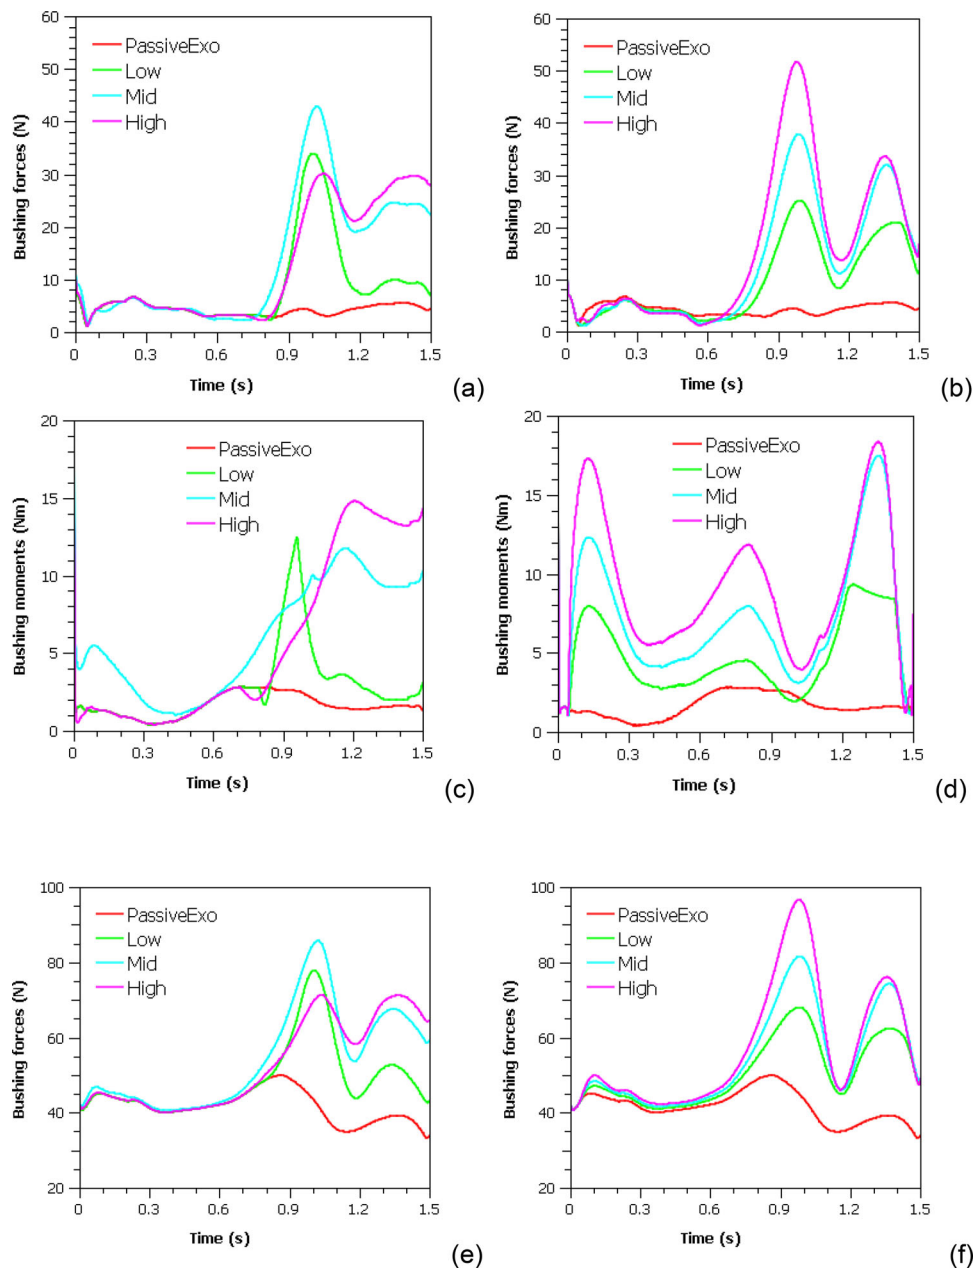 60
50
40
30
20
10
0
Bushing forces (N)
PassiveExo
Low
Mid
High
0 0.3 0.6 0.9 1.2 1.5
Time (s)
(a)
60
50
40
30
20
10
0
Bushing forces (N)
PassiveExo
Low
Mid
High
0 0.3 0.6 0.9 1.2 1.5
Time (s)
(b)
20
15
10
5
0
Bushing moments (Nm)
PassiveExo
Low
Mid
High
0 0.3 0.6 0.9 1.2 1.5
Time (s)
(c)
20
15
10
5
0
Bushing moments (Nm)
PassiveExo
Low
Mid
High
0 0.3 0.6 0.9 1.2 1.5
Time (s)
(d)
100
80
60
40
20
Bushing forces (N)
PassiveExo
Low
Mid
High
0 0.3 0.6 0.9 1.2 1.5
Time (s)
(e)
100
80
60
40
20
Bushing forces (N)
PassiveExo
Low
Mid
High
0 0.3 0.6 0.9 1.2 1.5
Time (s)
(f)